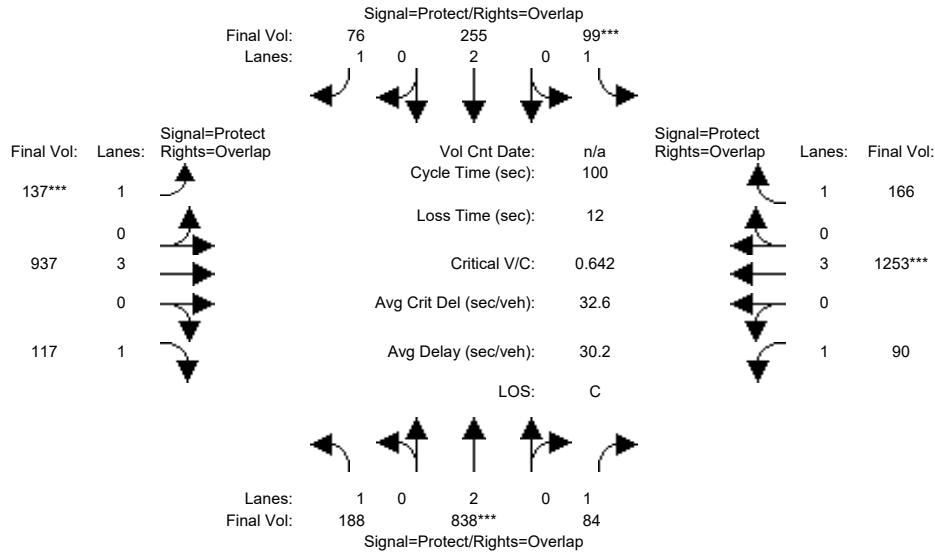 Signal=Protect/Rights=Overlap
Final Vol: 76 255 99***
Lanes: 1 0 2 0 1
Signal=Protect Signal=Protect
Final Vol: Lanes: Rights=Overlap Vol Cnt Date: n/a Rights=Overlap Lanes: Final Vol:
Cycle Time (sec): 100
137*** 1 1 166
Loss Time (sec): 12
0 0
937 3 Critical V/C: 0.642 3 1253***
0 Avg Crit Del (sec/veh): 32.6 0
117 1 Avg Delay (sec/veh): 30.2 1 90
LOS: C
Lanes: 1 0 2 0 1
Final Vol: 188 838*** 84
Signal=Protect/Rights=Overlap